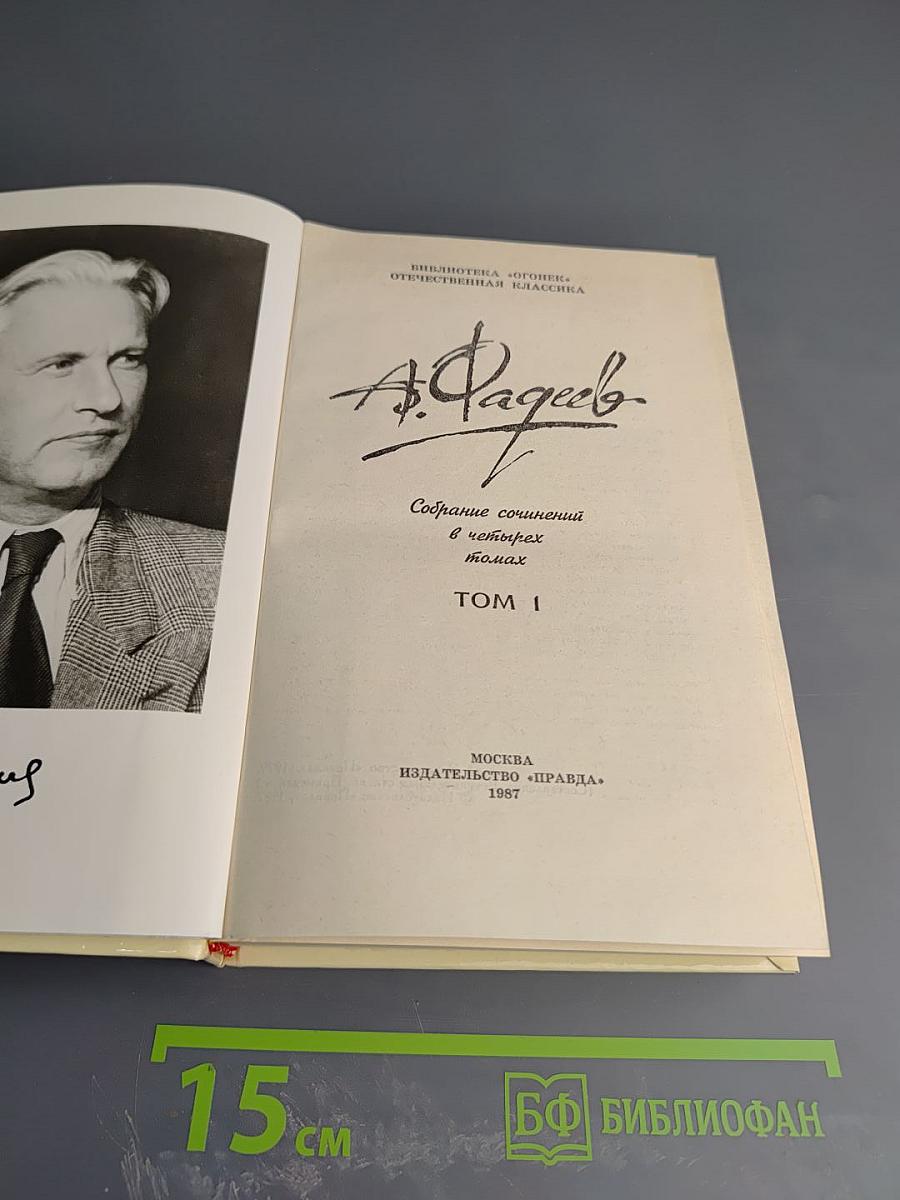 БИБЛИОТЕКА «ОГОНЕК»
ОТЕЧЕСТВЕННАЯ КЛАССИКА
А. Фадеев
Собрание сочинений
в четырех
томах
ТОМ 1
МОСКВА
ИЗДАТЕЛЬСТВО «ПРАВДА»
1987
15 см
БФ БИБЛИОФАН